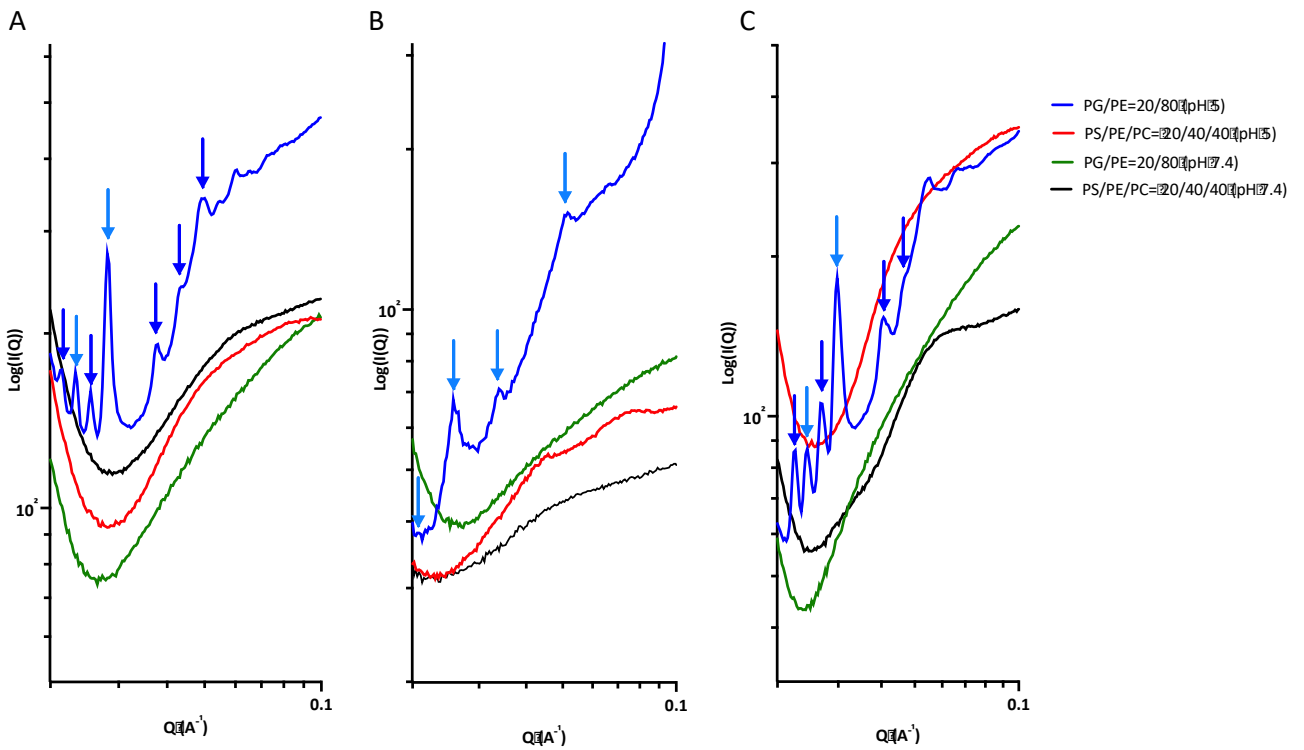 A
B
C
Log(I(Q))
10²
0.1
Q (A⁻¹)
Log(I(Q))
10²
0.1
Q (A⁻¹)
Log(I(Q))
10²
0.1
Q (A⁻¹)
PG/PE=20/80 (pH 5)
PS/PE/PC= 20/40/40 (pH 5)
PG/PE=20/80 (pH 7.4)
PS/PE/PC= 20/40/40 (pH 7.4)